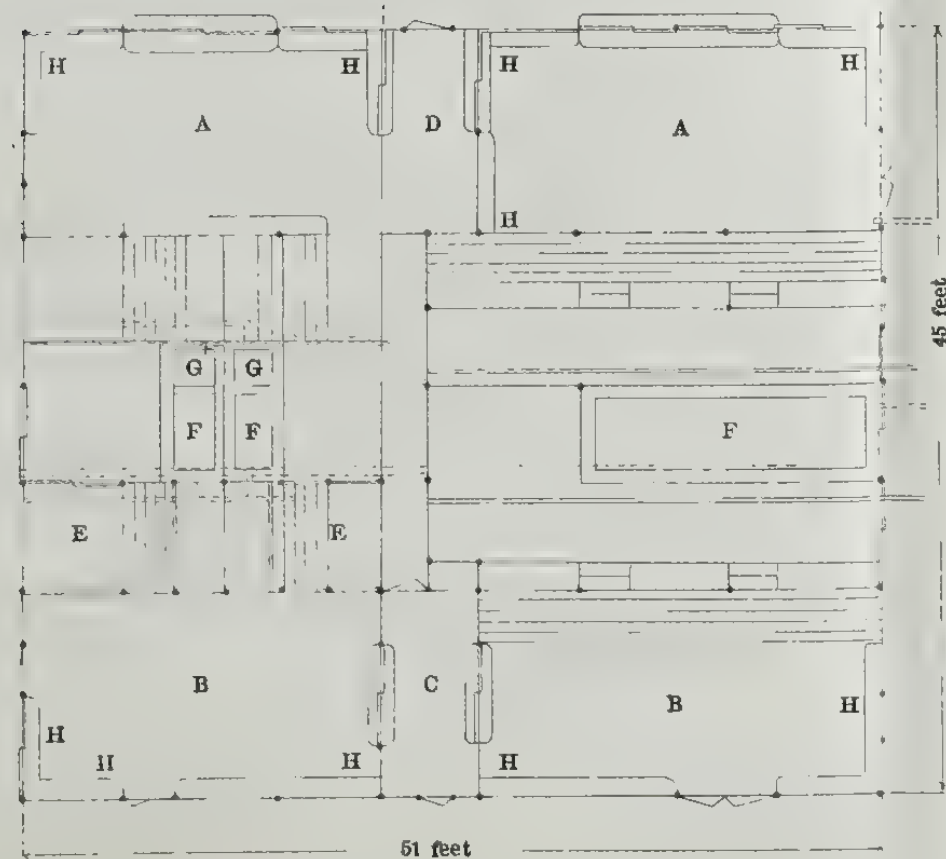 H H H H
A D A
H
45 feet
G G
F F F
E E
B C B
H H H
H H H
51 feet